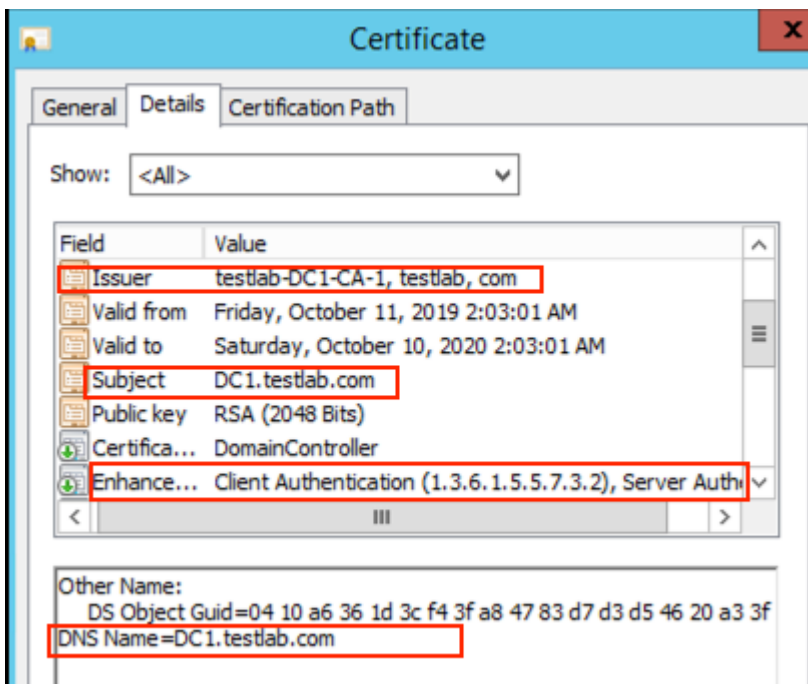 Certificate
x
General Details Certification Path
Show: <All>
Field Value
Issuer testlab-DC1-CA-1, testlab, com
Valid from Friday, October 11, 2019 2:03:01 AM
Valid to Saturday, October 10, 2020 2:03:01 AM
Subject DC1.testlab.com
Public key RSA (2048 Bits)
Certifica... DomainController
Enhance... Client Authentication (1.3.6.1.5.5.7.3.2), Server Auth
Other Name:
DS Object Guid=04 10 a6 36 1d 3c f4 3f a8 47 83 d7 d3 d5 46 20 a3 3f
DNS Name=DC1.testlab.com